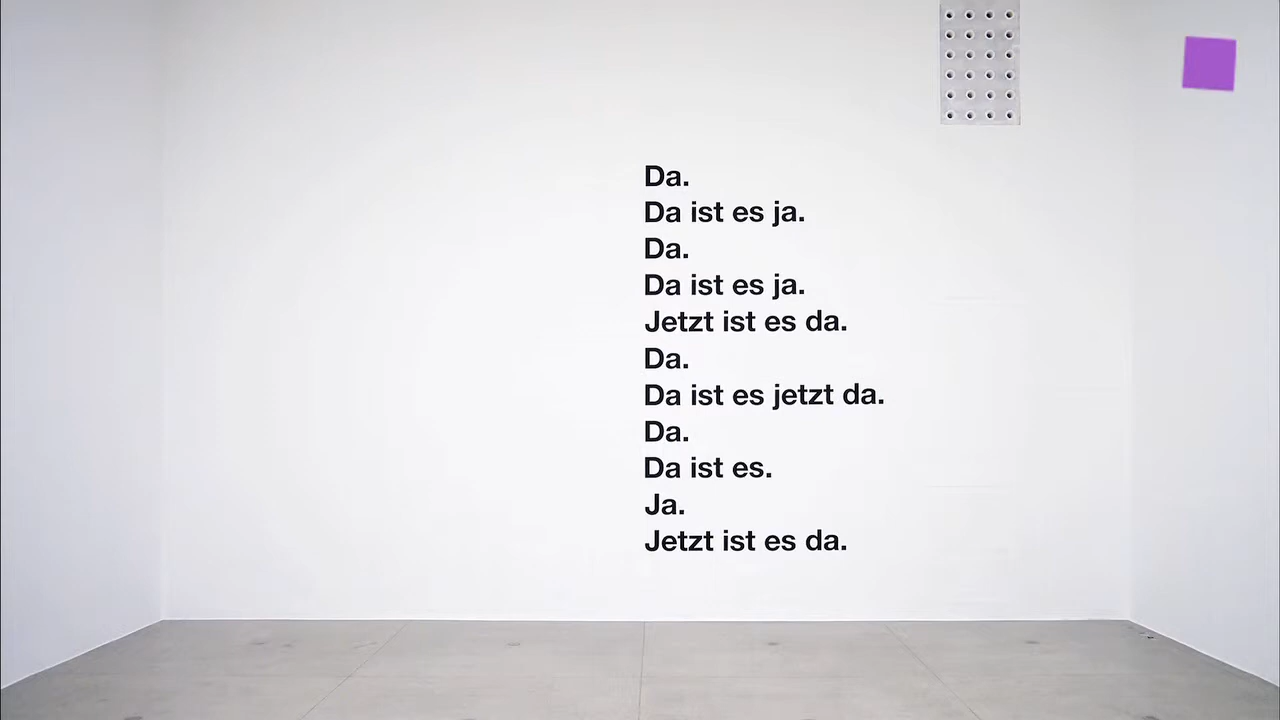 Da.
Da ist es ja.
Da.
Da ist es ja.
Jetzt ist es da.
Da.
Da ist es jetzt da.
Da.
Da ist es.
Ja.
Jetzt ist es da.